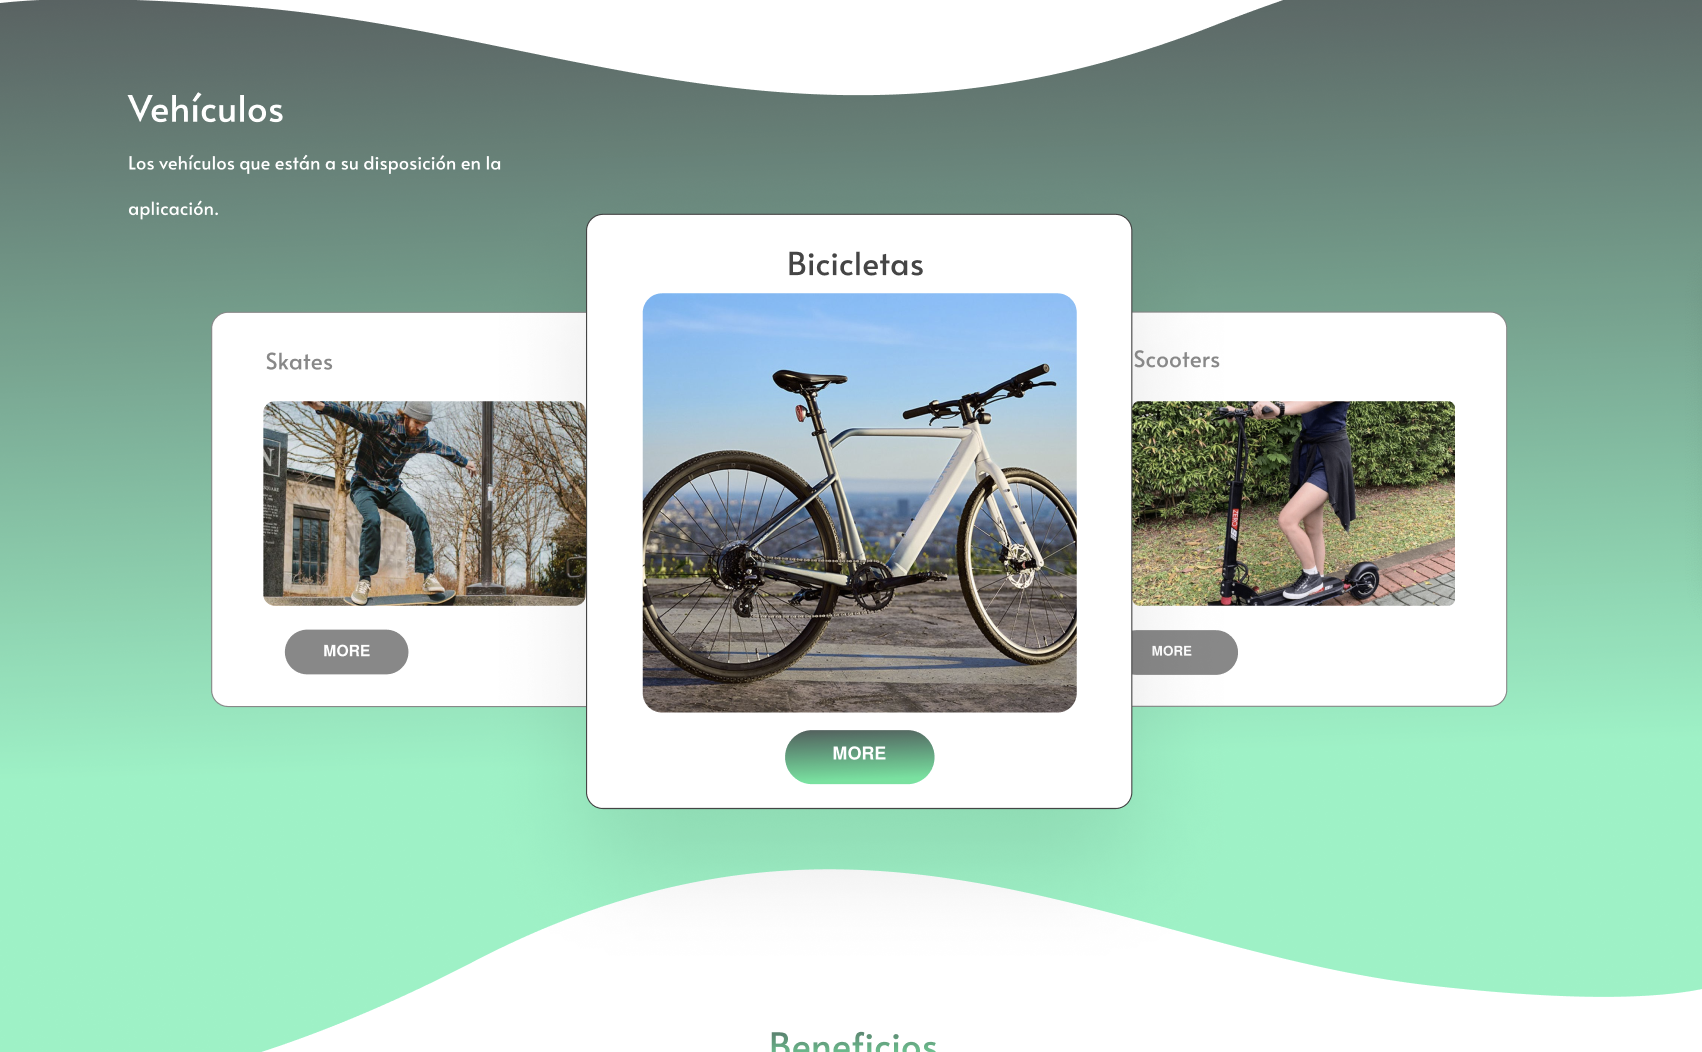 Vehículos
Los vehículos que están a su disposición en la
aplicación.
Bicicletas
Skates
Scooters
MORE
MORE
MORE
Beneficios